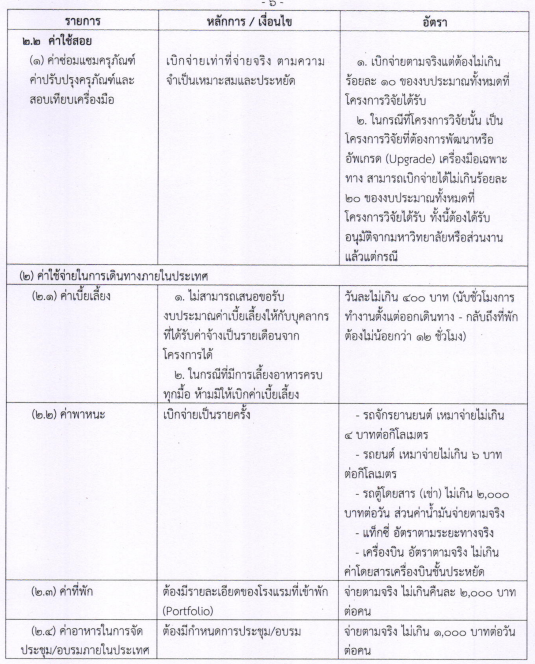 - ๖ -
รายการ
หลักการ / เงื่อนไข
อัตรา
๒.๒ ค่าใช้สอย
(๑) ค่าซ่อมแซมครุภัณฑ์
ค่าปรับปรุงครุภัณฑ์และ
สอบเทียบเครื่องมือ
เบิกจ่ายเท่าที่จ่ายจริง ตามความ
จำเป็นเหมาะสมและประหยัด
๑. เบิกจ่ายตามจริงแต่ต้องไม่เกิน
ร้อยละ ๑๐ ของงบประมาณทั้งหมดที่
โครงการวิจัยได้รับ
๒. ในกรณีที่โครงการวิจัยนั้น เป็น
โครงการวิจัยที่ต้องการพัฒนาหรือ
อัพเกรด (Upgrade) เครื่องมือเฉพาะ
ทาง สามารถเบิกจ่ายได้ไม่เกินร้อยละ
๒๐ ของงบประมาณทั้งหมดที่
โครงการวิจัยได้รับ ทั้งนี้ต้องได้รับ
อนุมัติจากมหาวิทยาลัยหรือส่วนงาน
แล้วแต่กรณี
(๒) ค่าใช้จ่ายในการเดินทางภายในประเทศ
(๒.๑) ค่าเบี้ยเลี้ยง
๑. ไม่สามารถเสนอขอรับ
งบประมาณค่าเบี้ยเลี้ยงให้กับบุคลากร
ที่ได้รับค่าจ้างเป็นรายเดือนจาก
โครงการได้
๒. ในกรณีที่มีการเลี้ยงอาหารครบ
ทุกมื้อ ห้ามมิให้เบิกค่าเบี้ยเลี้ยง
วันละไม่เกิน ๔๐๐ บาท (นับชั่วโมงการ
ทำงานตั้งแต่ออกเดินทาง - กลับถึงที่พัก
ต้องไม่น้อยกว่า ๑๒ ชั่วโมง)
(๒.๒) ค่าพาหนะ
เบิกจ่ายเป็นรายครั้ง
- รถจักรยานยนต์ เหมาจ่ายไม่เกิน
๔ บาทต่อกิโลเมตร
- รถยนต์ เหมาจ่ายไม่เกิน ๖ บาท
ต่อกิโลเมตร
- รถตู้โดยสาร (เช่า) ไม่เกิน ๒,๐๐๐
บาทต่อวัน ส่วนค่าน้ำมันจ่ายตามจริง
- แท็กซี่ อัตราตามระยะทางจริง
- เครื่องบิน อัตราตามจริง ไม่เกิน
ค่าโดยสารเครื่องบินชั้นประหยัด
(๒.๓) ค่าที่พัก
ต้องมีรายละเอียดของโรงแรมที่เข้าพัก
(Portfolio)
จ่ายตามจริง ไม่เกินคืนละ ๒,๐๐๐ บาท
ต่อคน
(๒.๔) ค่าอาหารในการจัด
ประชุม/อบรมภายในประเทศ
ต้องมีกำหนดการประชุม/อบรม
จ่ายตามจริง ไม่เกิน ๑,๐๐๐ บาทต่อวัน
ต่อคน